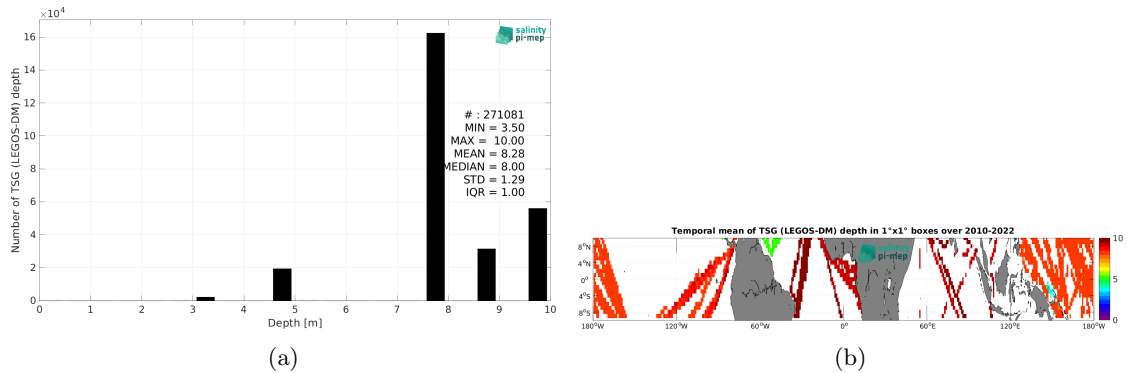 ×10⁴
16
14
12
10
8
6
4
2
0
Number of TSG (LEGOS-DM) depth
salinity
pi-mep
# : 271081
MIN = 3.50
MAX = 10.00
MEAN = 8.28
MEDIAN = 8.00
STD = 1.29
IQR = 1.00
0 1 2 3 4 5 6 7 8 9 10
Depth [m]
(a)
Temporal mean of TSG (LEGOS-DM) depth in 1°x1° boxes over 2010-2022
salinity
pi-mep
8°N
4°N
0°
4°S
8°S
180°W 120°W 60°W 0° 60°E 120°E 180°W
10
5
0
(b)